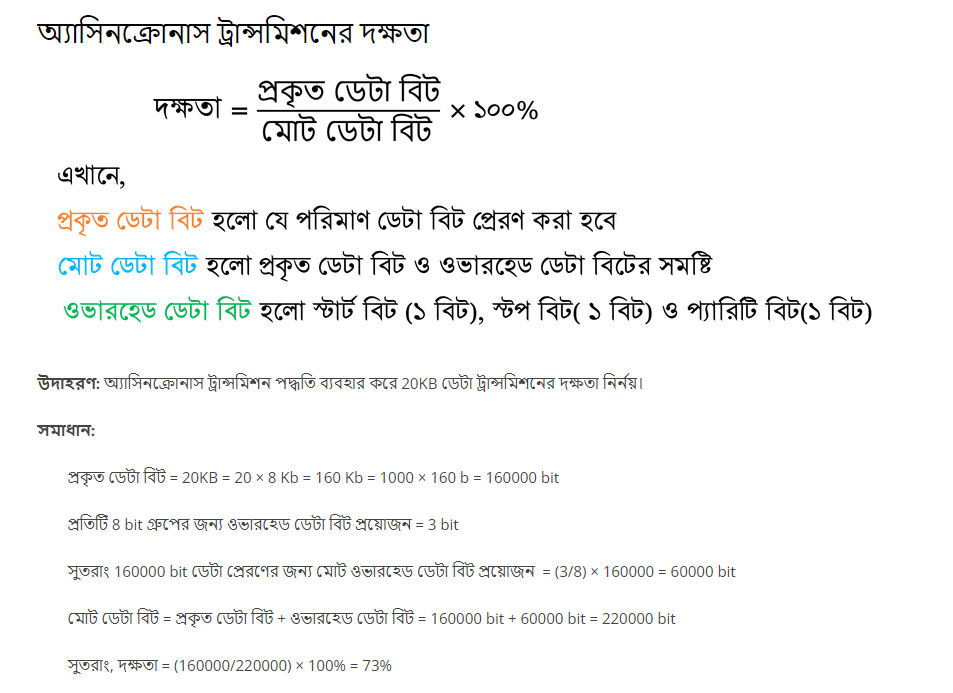 অ্যাসিনক্রোনাস ট্রান্সমিশনের দক্ষতা
দক্ষতা = প্রকৃত ডেটা বিট / মোট ডেটা বিট × ১০০%
এখানে,
প্রকৃত ডেটা বিট হলো যে পরিমাণ ডেটা বিট প্রেরণ করা হবে
মোট ডেটা বিট হলো প্রকৃত ডেটা বিট ও ওভারহেড ডেটা বিটের সমষ্টি
ওভারহেড ডেটা বিট হলো স্টার্ট বিট (১ বিট), স্টপ বিট( ১ বিট) ও প্যারিটি বিট(১ বিট)
উদাহরণ: অ্যাসিনক্রোনাস ট্রান্সমিশন পদ্ধতি ব্যবহার করে 20KB ডেটা ট্রান্সমিশনের দক্ষতা নির্নয়।
সমাধান:
প্রকৃত ডেটা বিট = 20KB = 20 × 8 Kb = 160 Kb = 1000 × 160 b = 160000 bit
প্রতিটি 8 bit গ্রুপের জন্য ওভারহেড ডেটা বিট প্রয়োজন = 3 bit
সুতরাং 160000 bit ডেটা প্রেরণের জন্য মোট ওভারহেড ডেটা বিট প্রয়োজন = (3/8) × 160000 = 60000 bit
মোট ডেটা বিট = প্রকৃত ডেটা বিট + ওভারহেড ডেটা বিট = 160000 bit + 60000 bit = 220000 bit
সুতরাং, দক্ষতা = (160000/220000) × 100% = 73%